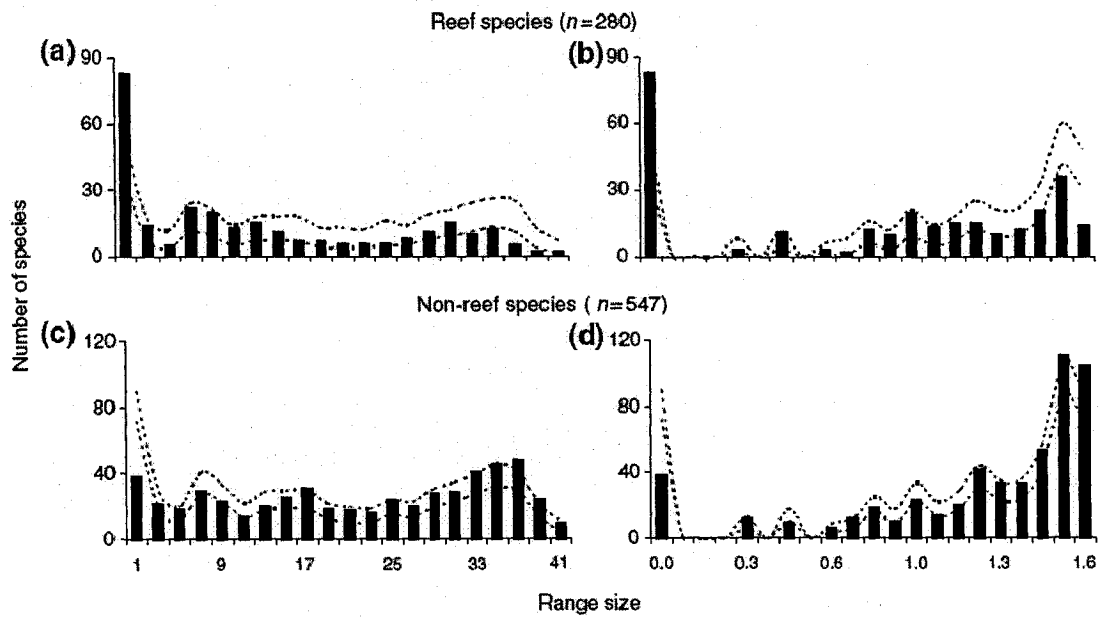 Reef species (n=280)
(a)
90
60
30
0
(b)
90
60
30
0
Number of species
Non-reef species ( n=547)
(c)
120
80
40
0
1 9 17 25 33 41
(d)
120
80
40
0
0.0 0.3 0.6 1.0 1.3 1.6
Range size